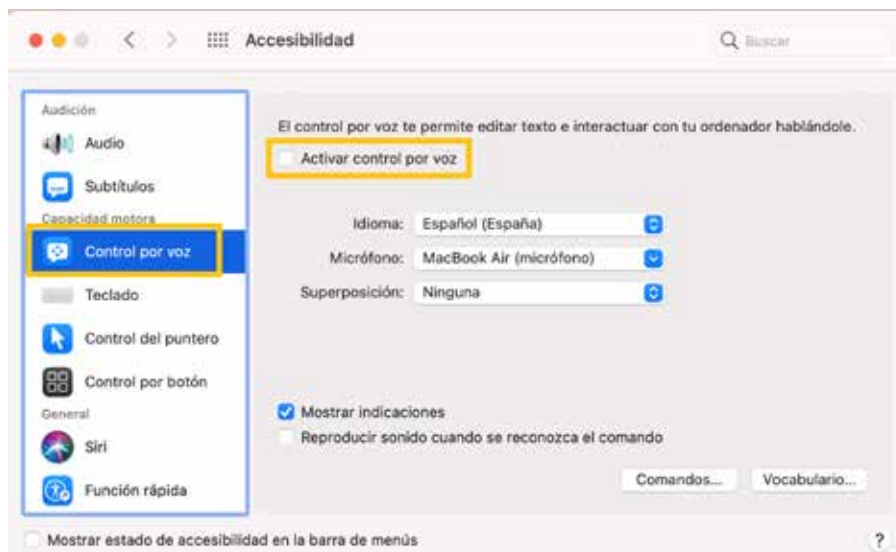 Accesibilidad
Buscar
Audición
Audio
Subtítulos
Capacidad motora
Control por voz
Teclado
Control del puntero
Control por botón
General
Siri
Función rápida
El control por voz te permite editar texto e interactuar con tu ordenador hablándole.
Activar control por voz
Idioma: Español (España)
Micrófono: MacBook Air (micrófono)
Superposición: Ninguna
Mostrar indicaciones
Reproducir sonido cuando se reconozca el comando
Comandos... Vocabulario...
Mostrar estado de accesibilidad en la barra de menús ?